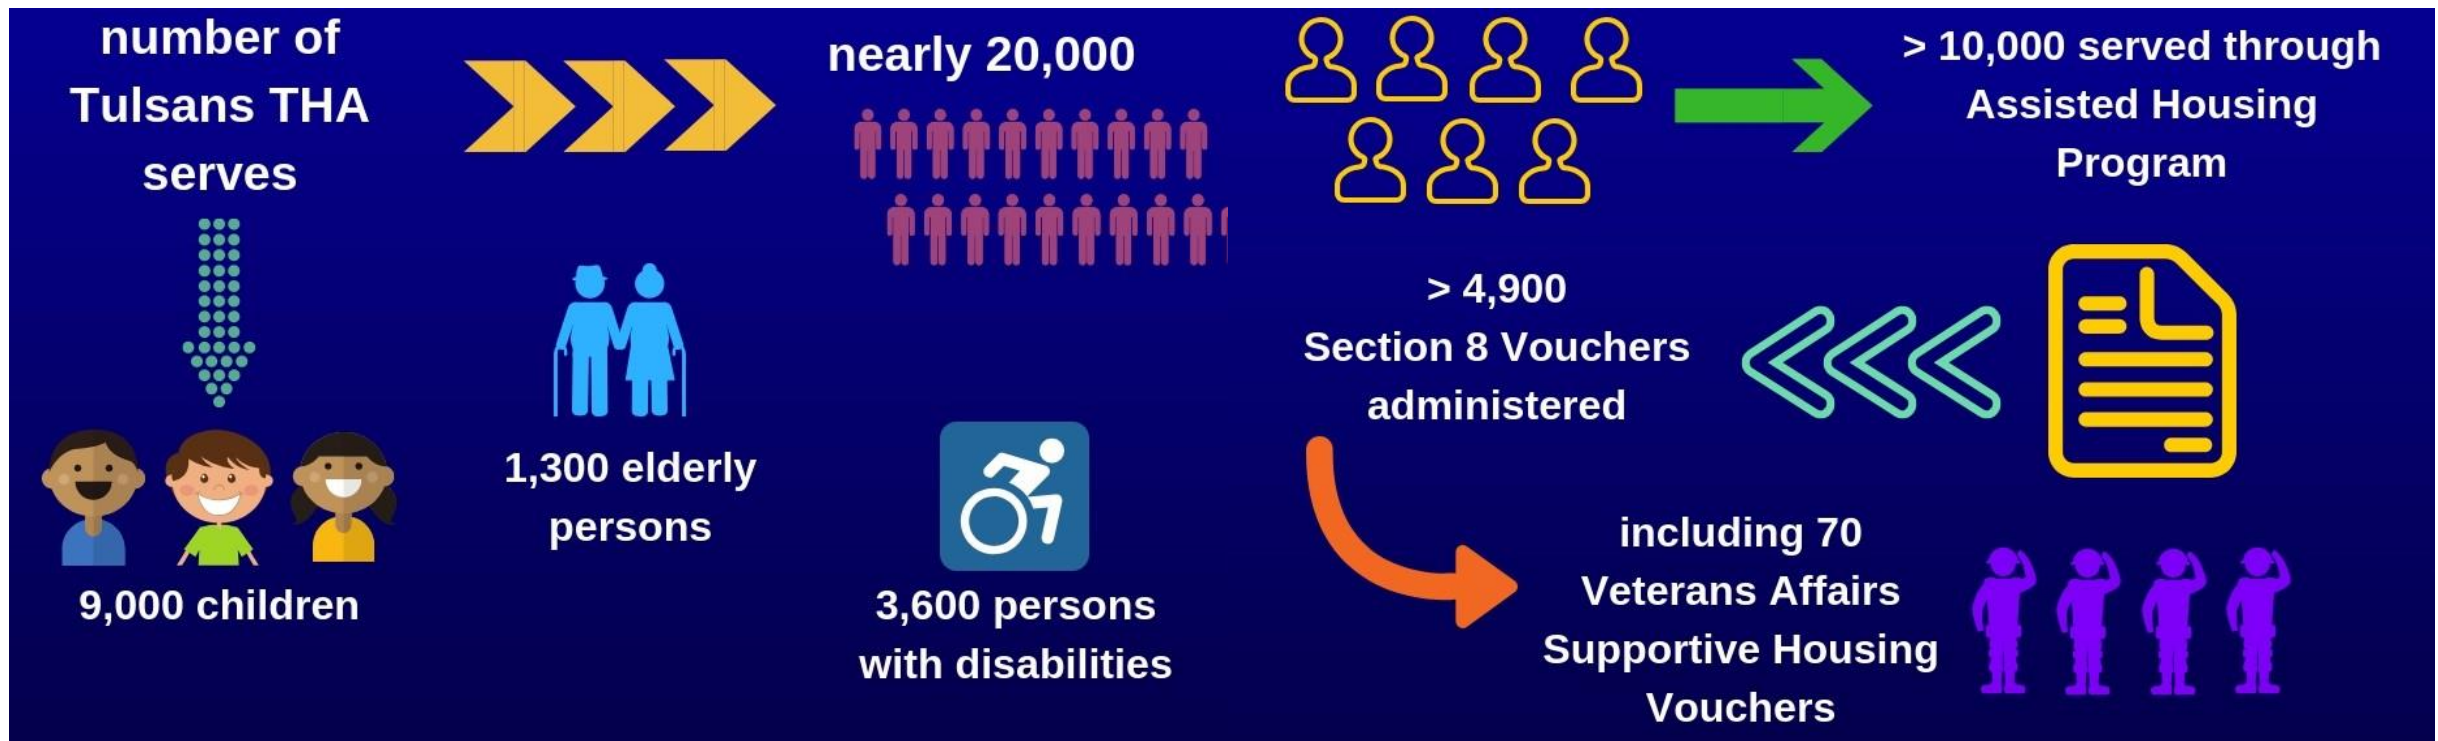 number of
Tulsans THA
serves
nearly 20,000
9,000 children
1,300 elderly
persons
3,600 persons
with disabilities
> 10,000 served through
Assisted Housing
Program
> 4,900
Section 8 Vouchers
administered
including 70
Veterans Affairs
Supportive Housing
Vouchers